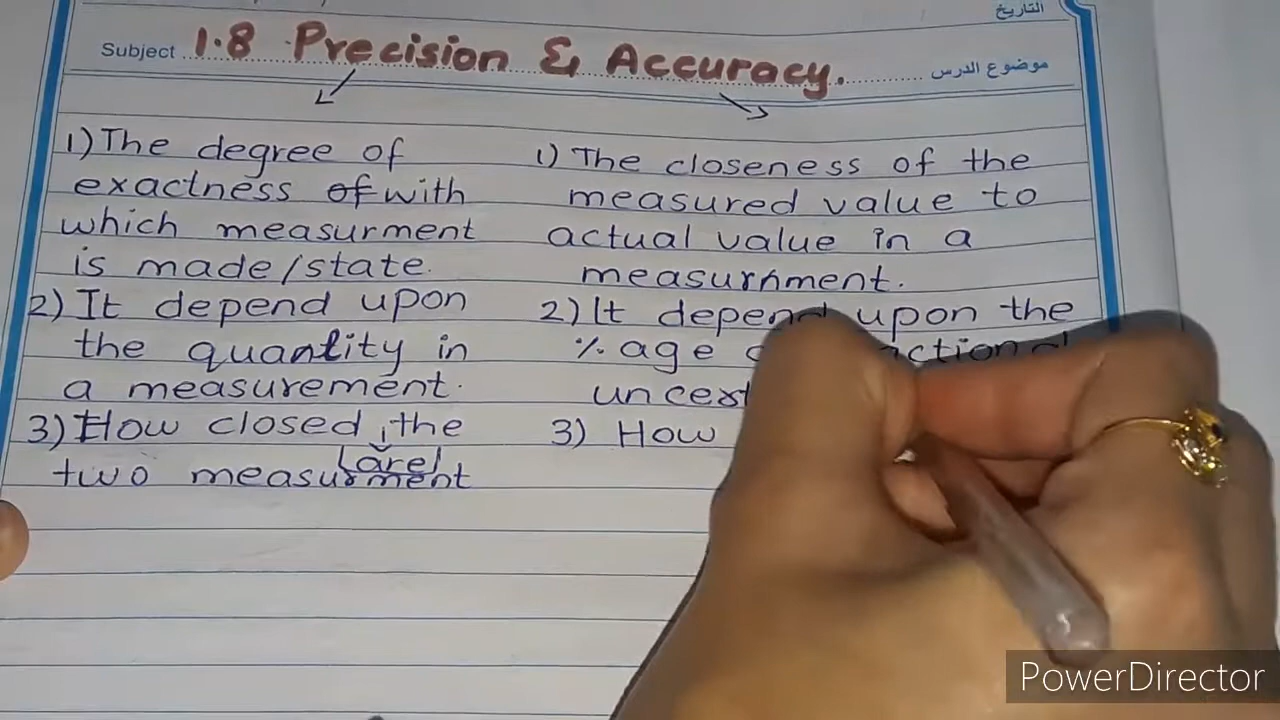 التاريخ
Subject 1.8 Precision & Accuracy. موضوع الدرس
1) The degree of
exactness of with
which measurment
is made/state.
2) It depend upon
the quantity in
a measurement.
3) How closed, the
(are)
two measurment
1) The closeness of the
measured value to
actual value in a
measurnment.
2) It depend upon the
%age
3) How
PowerDirector